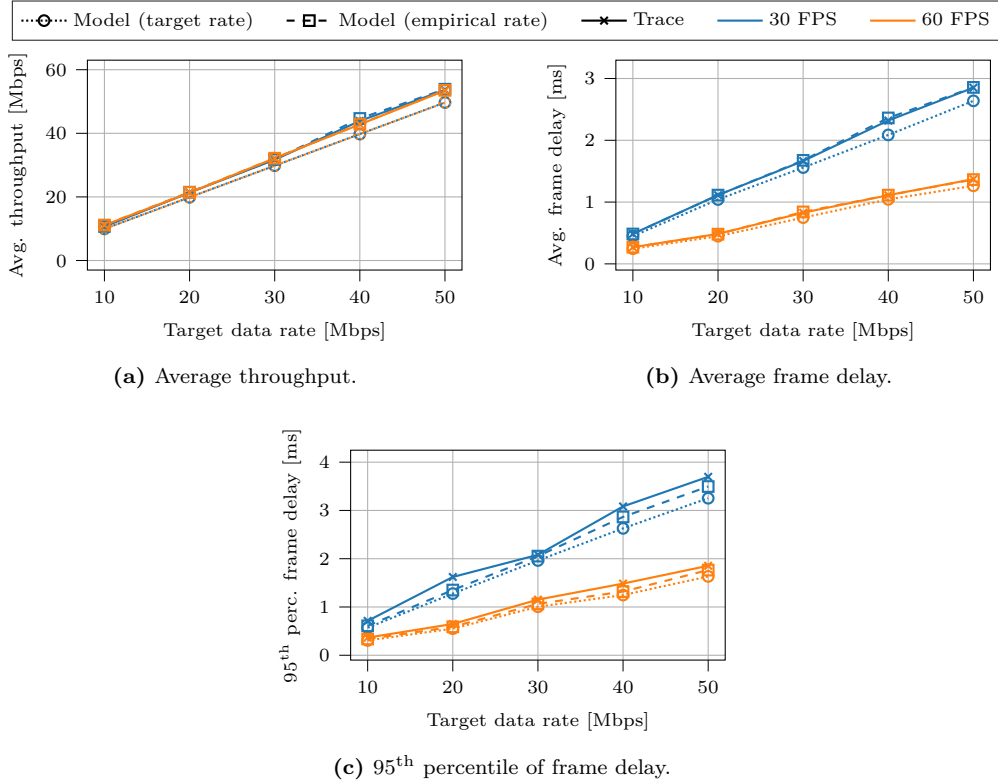 Model (target rate) Model (empirical rate) Trace 30 FPS 60 FPS
Avg. throughput [Mbps]
60
40
20
0
10 20 30 40 50
Target data rate [Mbps]
(a) Average throughput.
Avg. frame delay [ms]
3
2
1
0
10 20 30 40 50
Target data rate [Mbps]
(b) Average frame delay.
95th perc. frame delay [ms]
4
3
2
1
0
10 20 30 40 50
Target data rate [Mbps]
(c) 95th percentile of frame delay.